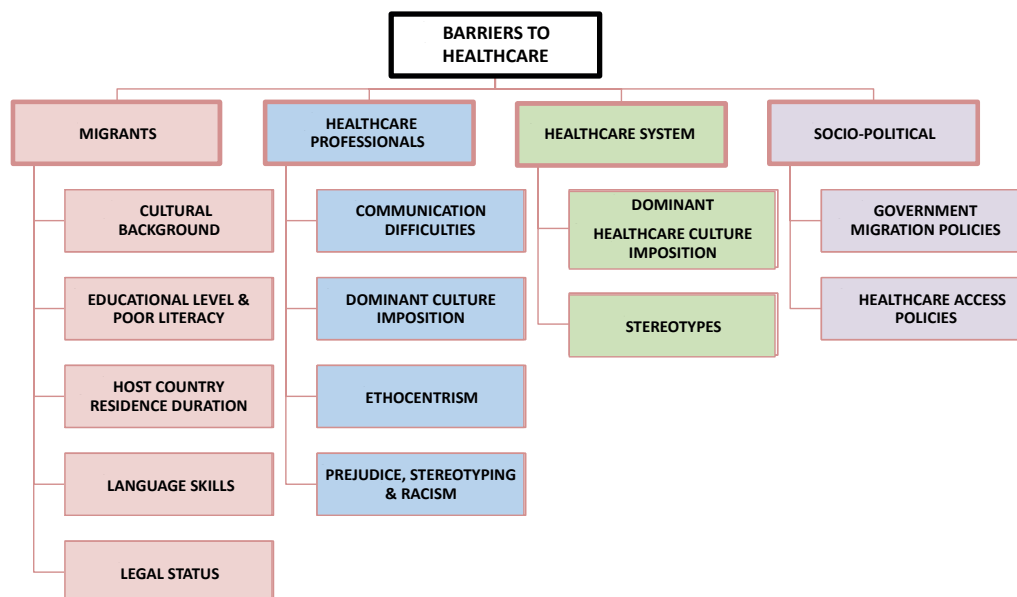 BARRIERS TO
HEALTHCARE
MIGRANTS
HEALTHCARE
PROFESSIONALS
HEALTHCARE SYSTEM
SOCIO-POLITICAL
CULTURAL
BACKGROUND
EDUCATIONAL LEVEL &
POOR LITERACY
HOST COUNTRY
RESIDENCE DURATION
LANGUAGE SKILLS
LEGAL STATUS
COMMUNICATION
DIFFICULTIES
DOMINANT CULTURE
IMPOSITION
ETHOCENTRISM
PREJUDICE, STEREOTYPING
& RACISM
DOMINANT
HEALTHCARE CULTURE
IMPOSITION
STEREOTYPES
GOVERNMENT
MIGRATION POLICIES
HEALTHCARE ACCESS
POLICIES